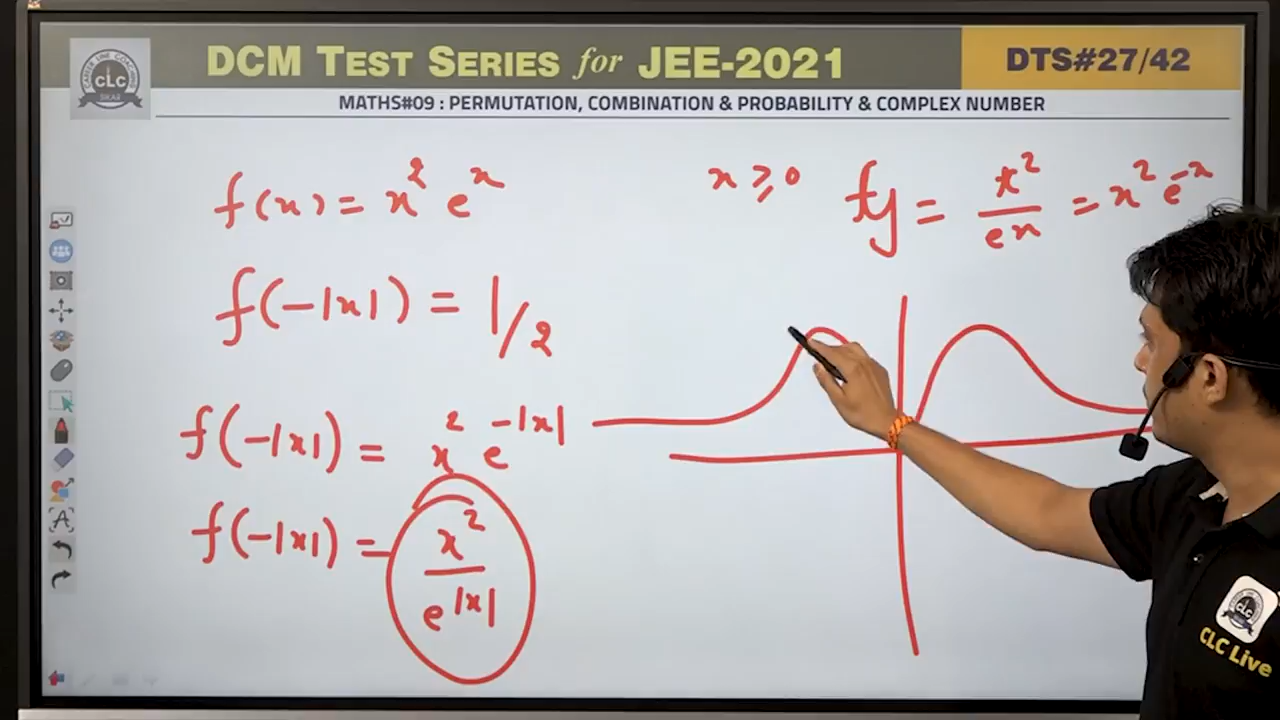 DCM TEST SERIES for JEE-2021
DTS#27/42
CLC
MATHS#09 : PERMUTATION, COMBINATION & PROBABILITY & COMPLEX NUMBER
f(x) = x² eˣ
x ≥ 0
fy = x²/eˣ = x² e⁻ˣ
f(-|x|) = 1/2
f(-|x|) = x² e^-|x|
f(-|x|) = x²/e^|x|
CLC Live